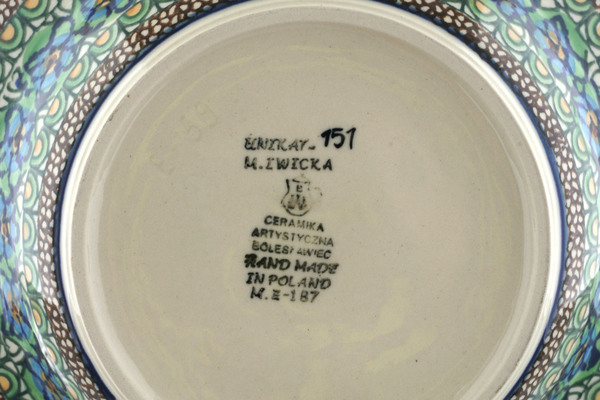 UNIKAT- 151
M.IWICKA
CERAMIKA
ARTYSTYCZNA
BOLESŁAWIEC
HAND MADE
IN POLAND
M.I-187